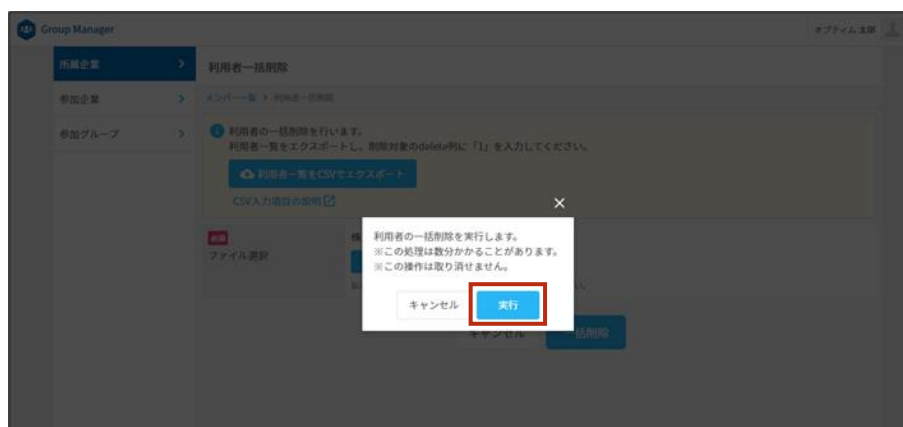 Group Manager
オプティム 太郎
所属企業
参加企業
参加グループ
利用者一括削除
メンバー一覧 > 利用者一括削除
利用者の一括削除を行います。
利用者一覧をエクスポートし、削除対象のdelete列に「1」を入力してください。
利用者一覧をCSVでエクスポート
CSV入力項目の説明
必須
ファイル選択
利用者の一括削除を実行します。
※この処理は数分かかることがあります。
※この操作は取り消せません。
キャンセル
実行
キャンセル
一括削除